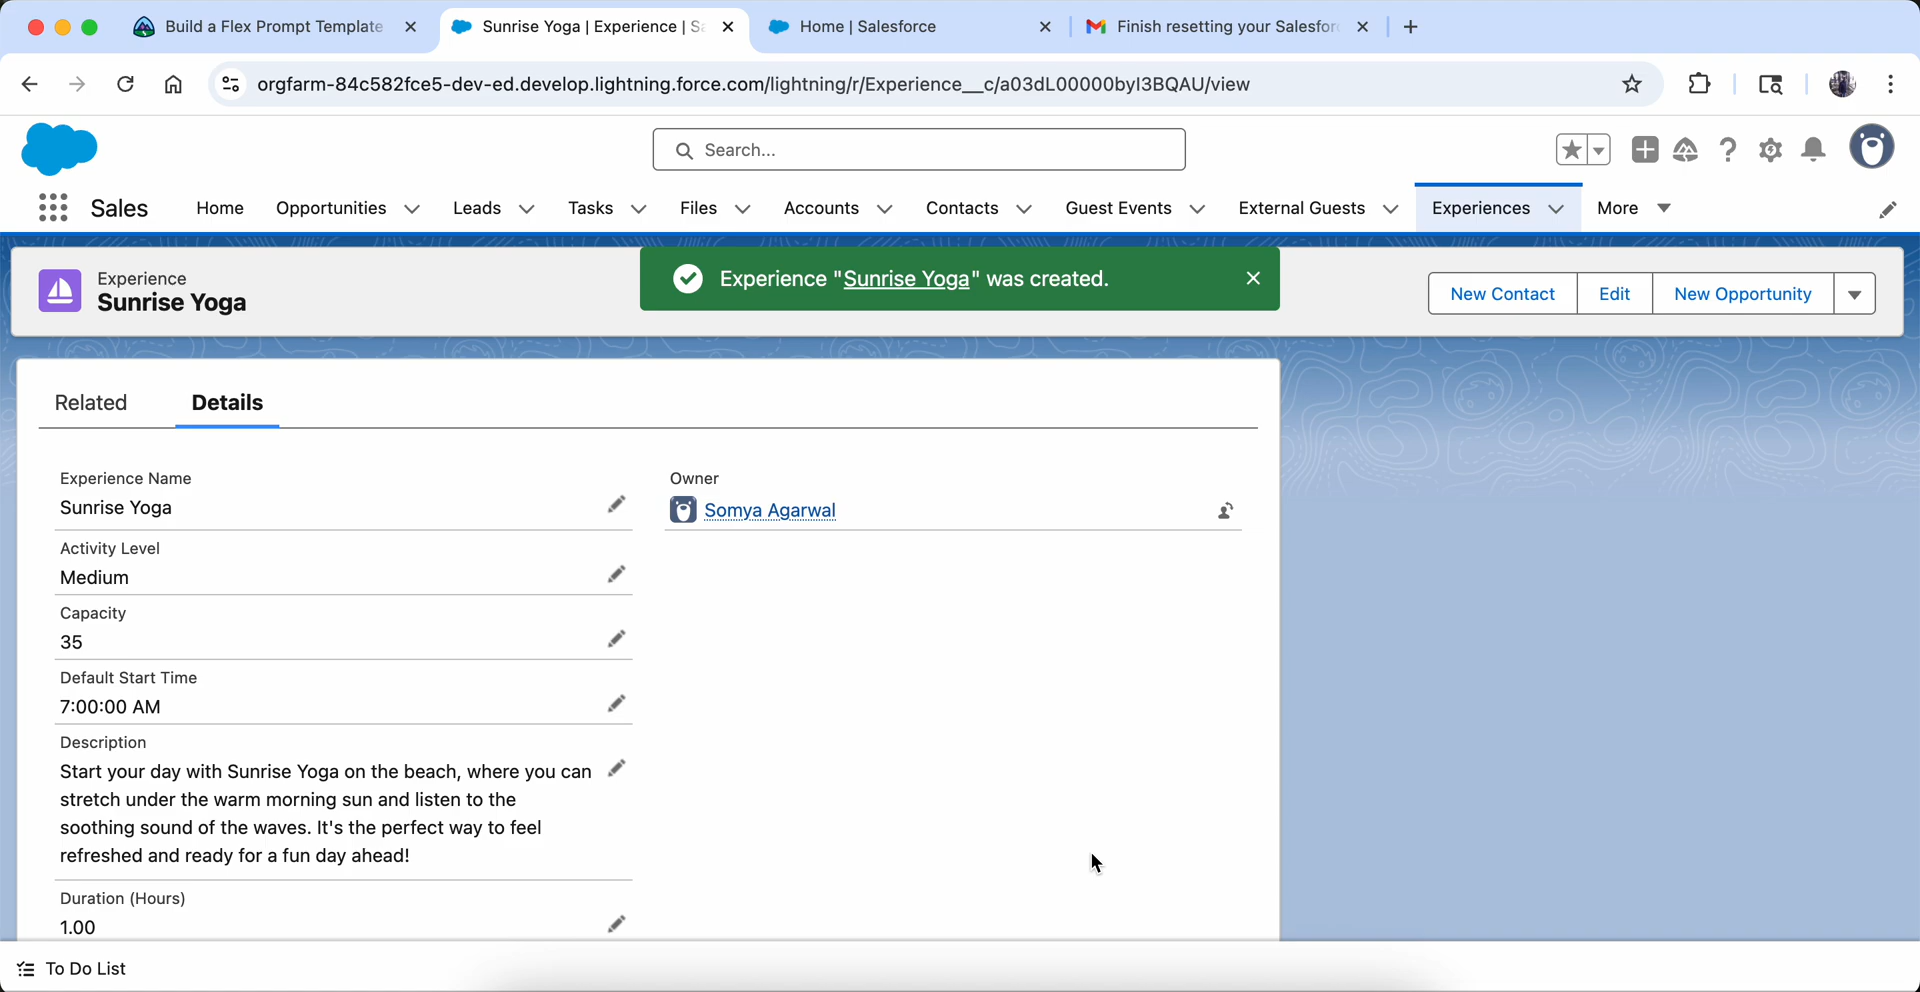 Build a Flex Prompt Template
Sunrise Yoga | Experience | Sa
Home | Salesforce
Finish resetting your Salesfor
orgfarm-84c582fce5-dev-ed.develop.lightning.force.com/lightning/r/Experience__c/a03dL00000byI3BQAU/view
Search...
Sales
Home
Opportunities
Leads
Tasks
Files
Accounts
Contacts
Guest Events
External Guests
Experiences
More
Experience
Sunrise Yoga
Experience "Sunrise Yoga" was created.
New Contact
Edit
New Opportunity
Related
Details
Experience Name
Sunrise Yoga
Owner
Somya Agarwal
Activity Level
Medium
Capacity
35
Default Start Time
7:00:00 AM
Description
Start your day with Sunrise Yoga on the beach, where you can
stretch under the warm morning sun and listen to the
soothing sound of the waves. It's the perfect way to feel
refreshed and ready for a fun day ahead!
Duration (Hours)
1.00
To Do List